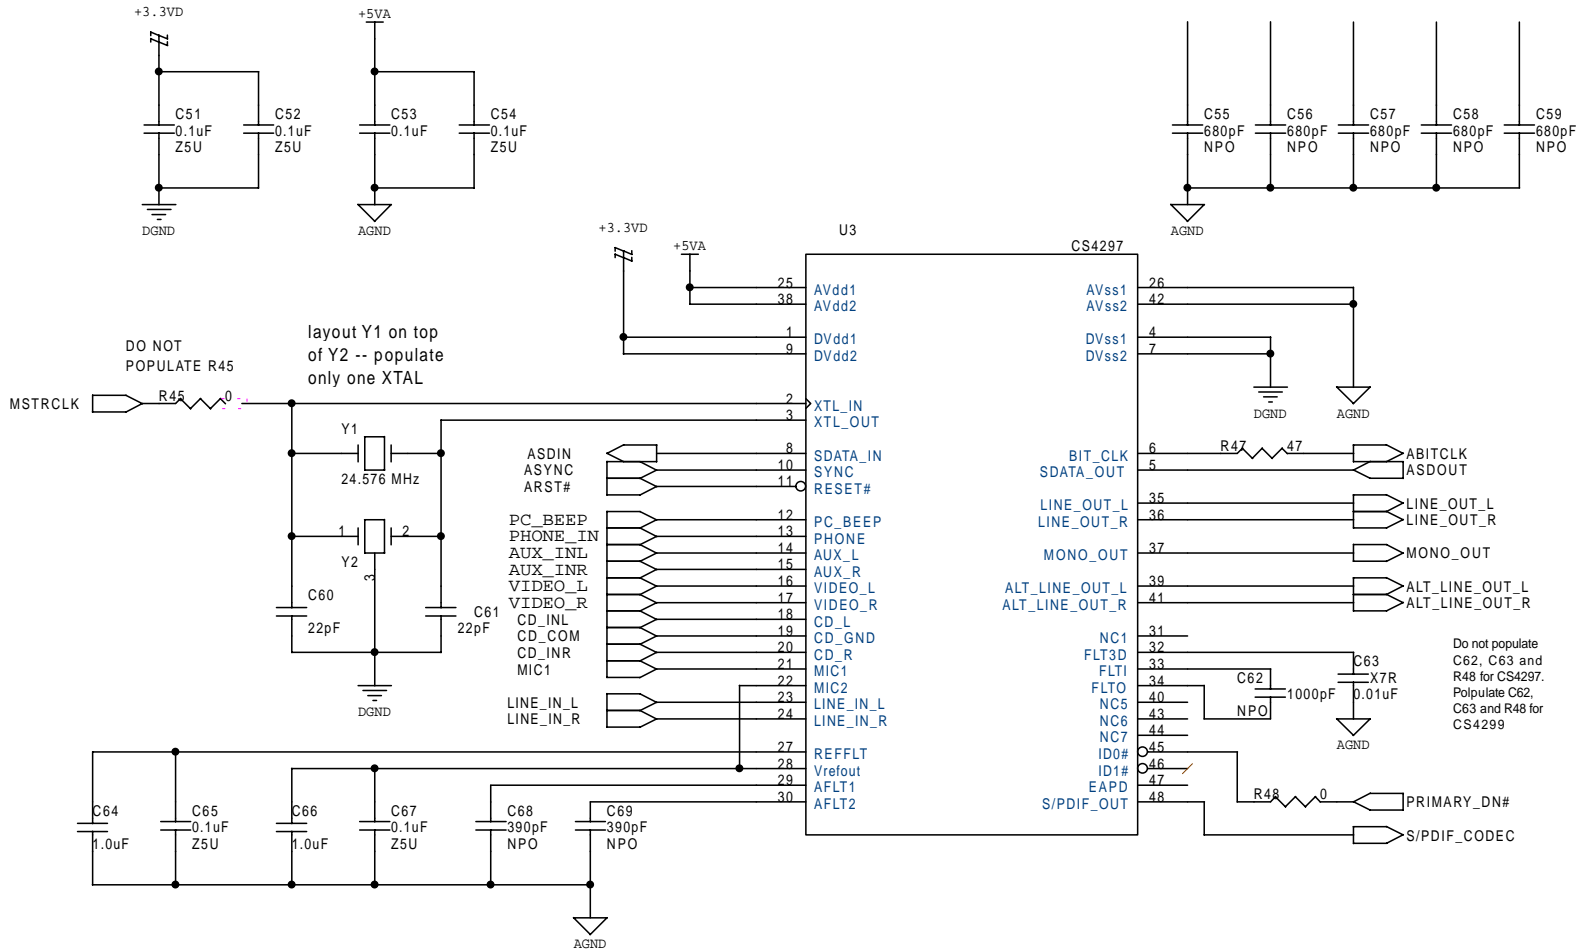 +3.3VD
+5VA
C51
0.1uF
Z5U
C52
0.1uF
Z5U
C53
0.1uF
C54
0.1uF
Z5U
DGND
AGND
C55
680pF
NPO
C56
680pF
NPO
C57
680pF
NPO
C58
680pF
NPO
C59
680pF
NPO
AGND
+3.3VD
+5VA
U3
CS4297
25 AVdd1
38 AVdd2
1 DVdd1
9 DVdd2
2 XTL_IN
3 XTL_OUT
8 SDATA_IN
10 SYNC
11 RESET#
12 PC_BEEP
13 PHONE
14 AUX_L
15 AUX_R
16 VIDEO_L
17 VIDEO_R
18 CD_L
19 CD_GND
20 CD_R
21 MIC1
22 MIC2
23 LINE_IN_L
24 LINE_IN_R
27 REFFLT
28 Vrefout
29 AFLT1
30 AFLT2
AVss1 26
AVss2 42
DVss1 4
DVss2 7
BIT_CLK 6
SDATA_OUT 5
LINE_OUT_L 35
LINE_OUT_R 36
MONO_OUT 37
ALT_LINE_OUT_L 39
ALT_LINE_OUT_R 41
NC1 31
FLT3D 32
FLTI 33
FLTO 34
NC5 40
NC6 43
NC7 44
ID0# 45
ID1# 46
EAPD 47
S/PDIF_OUT 48
DO NOT
POPULATE R45
layout Y1 on top
of Y2 -- populate
only one XTAL
MSTRCLK
R45 0
Y1
24.576 MHz
1 2
Y2
3
C60
22pF
C61
22pF
DGND
ASDIN
ASYNC
ARST#
PC_BEEP
PHONE_IN
AUX_INL
AUX_INR
VIDEO_L
VIDEO_R
CD_INL
CD_COM
CD_INR
MIC1
LINE_IN_L
LINE_IN_R
DGND
AGND
R47 47
ABITCLK
ASDOUT
LINE_OUT_L
LINE_OUT_R
MONO_OUT
ALT_LINE_OUT_L
ALT_LINE_OUT_R
C62
1000pF
NPO
C63
X7R
0.01uF
AGND
Do not populate
C62, C63 and
R48 for CS4297.
Polpulate C62,
C63 and R48 for
CS4299
R48 0
PRIMARY_DN#
S/PDIF_CODEC
C64
1.0uF
C65
0.1uF
Z5U
C66
1.0uF
C67
0.1uF
Z5U
C68
390pF
NPO
C69
390pF
NPO
AGND